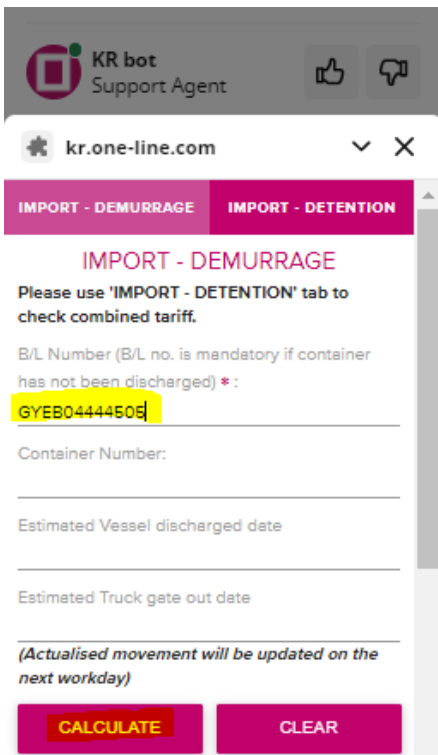 KR bot
Support Agent
kr.one-line.com
IMPORT - DEMURRAGE IMPORT - DETENTION
IMPORT - DEMURRAGE
Please use 'IMPORT - DETENTION' tab to
check combined tariff.
B/L Number (B/L no. is mandatory if container
has not been discharged) * :
GYEB04444505
Container Number:
Estimated Vessel discharged date
Estimated Truck gate out date
(Actualised movement will be updated on the
next workday)
CALCULATE CLEAR